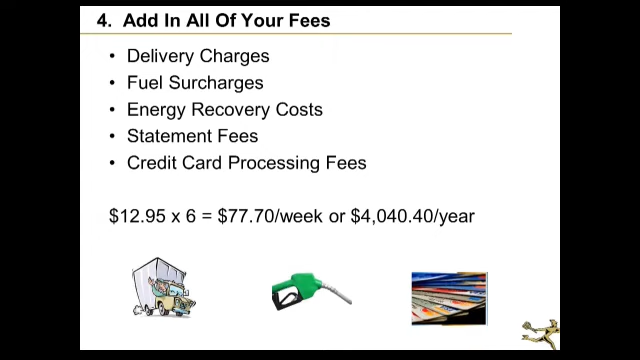 4. Add In All Of Your Fees
• Delivery Charges
• Fuel Surcharges
• Energy Recovery Costs
• Statement Fees
• Credit Card Processing Fees
$12.95 x 6 = $77.70/week or $4,040.40/year